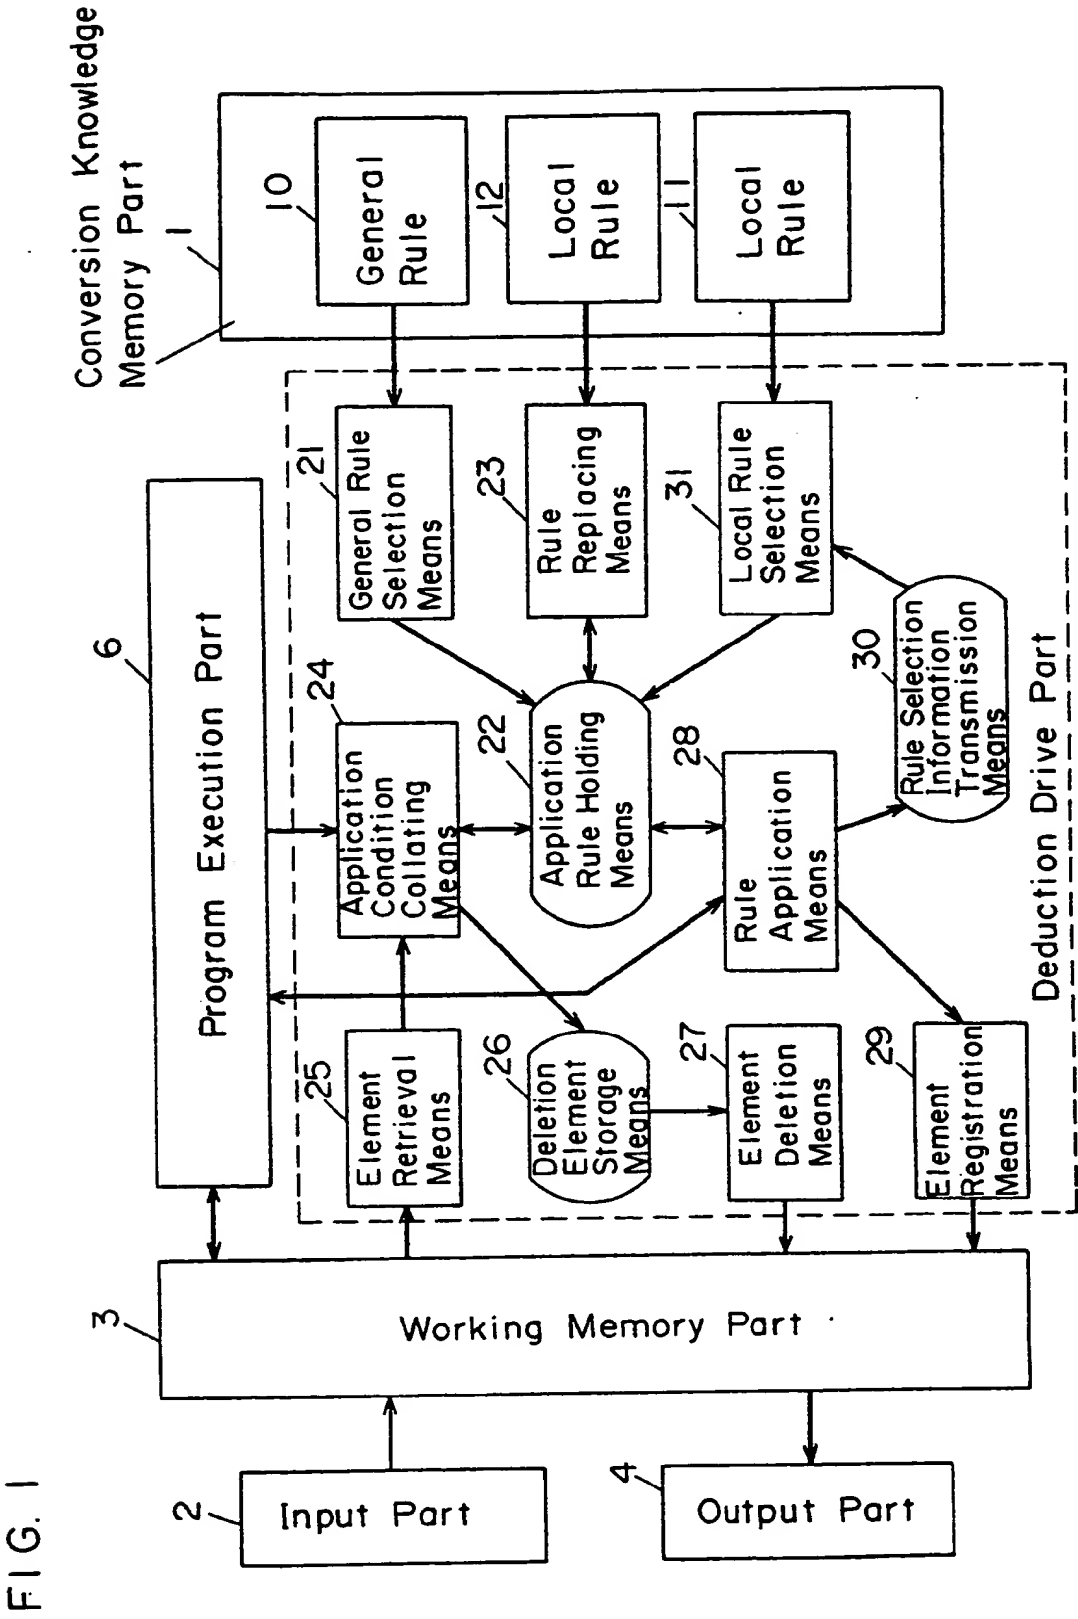 FIG. 1
Conversion Knowledge
Memory Part
1
6
Program Execution Part
3
Working Memory Part
2
Input Part
4
Output Part
25
Element
Retrieval
Means
24
Application
Condition
Collating
Means
21
General Rule
Selection
Means
10
General
Rule
26
Deletion
Element
Storage
Means
22
Application
Rule Holding
Means
23
Rule
Replacing
Means
12
Local
Rule
27
Element
Deletion
Means
28
Rule
Application
Means
31
Local Rule
Selection
Means
11
Local
Rule
29
Element
Registration
Means
30
Rule Selection
Information
Transmission
Means
Deduction Drive Part